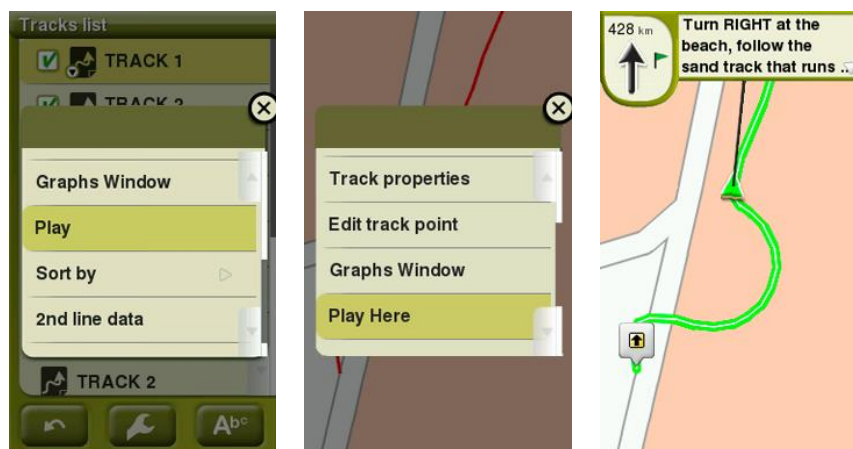 Tracks list
TRACK 1
TRACK 2
Graphs Window
Play
Sort by
2nd line data
TRACK 2
Abc
Track properties
Edit track point
Graphs Window
Play Here
428 km
Turn RIGHT at the
beach, follow the
sand track that runs ..